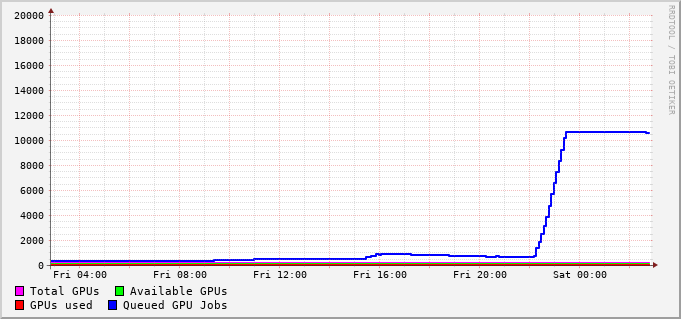 20000
18000
16000
14000
12000
10000
8000
6000
4000
2000
0
Fri 04:00 Fri 08:00 Fri 12:00 Fri 16:00 Fri 20:00 Sat 00:00
Total GPUs Available GPUs
GPUs used Queued GPU Jobs
RRDTOOL / TOBI OETIKER